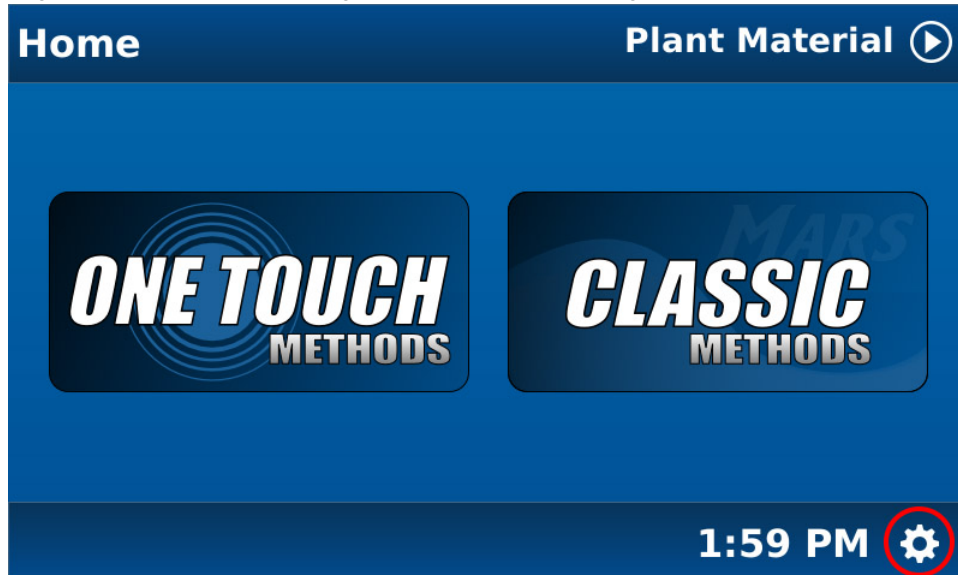 Home
Plant Material
ONE TOUCH
METHODS
MARS
CLASSIC
METHODS
1:59 PM